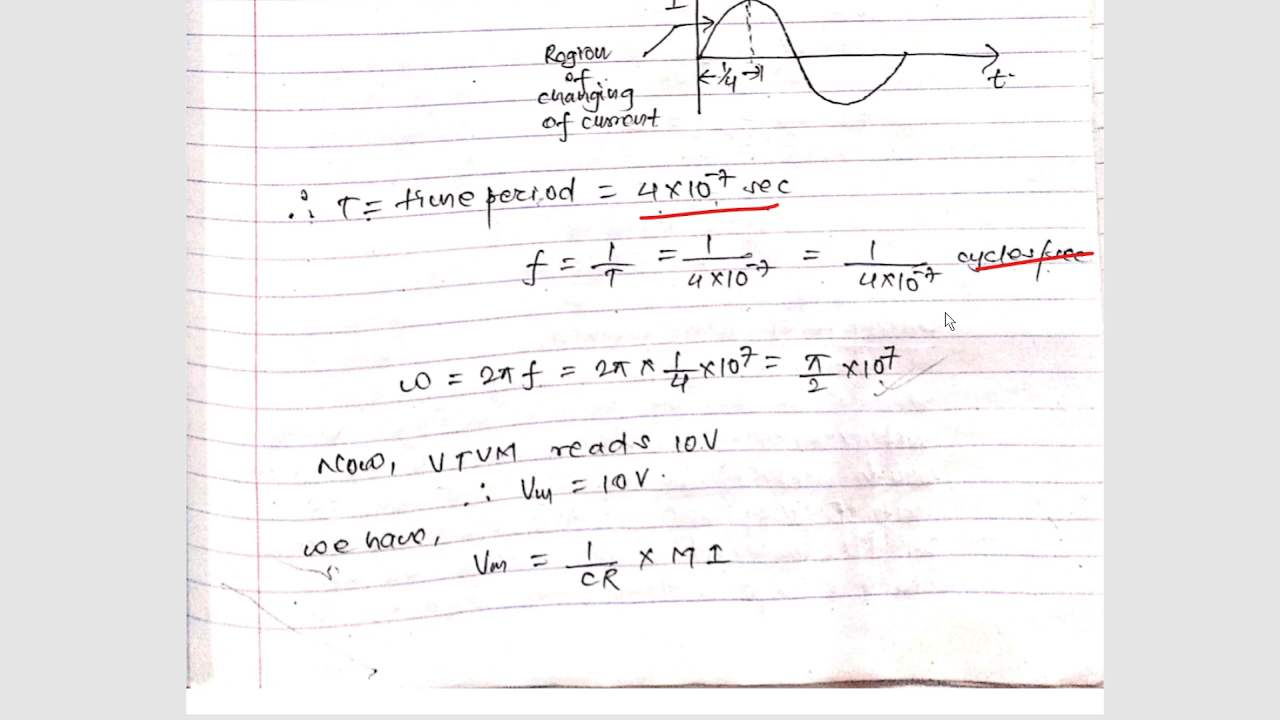 I
Region
of
changing
of current
1/4
t
∴ T = time period = 4×10⁻⁷ sec
f = 1/T = 1/(4×10⁻⁷) = 1/(4×10⁻⁷) cycles/sec
ω = 2πf = 2π × 1/4 ×10⁷ = π/2 ×10⁷
Now, VTVM reads 10V
∴ Vm = 10V.
we have,
Vm = 1/CR × M I